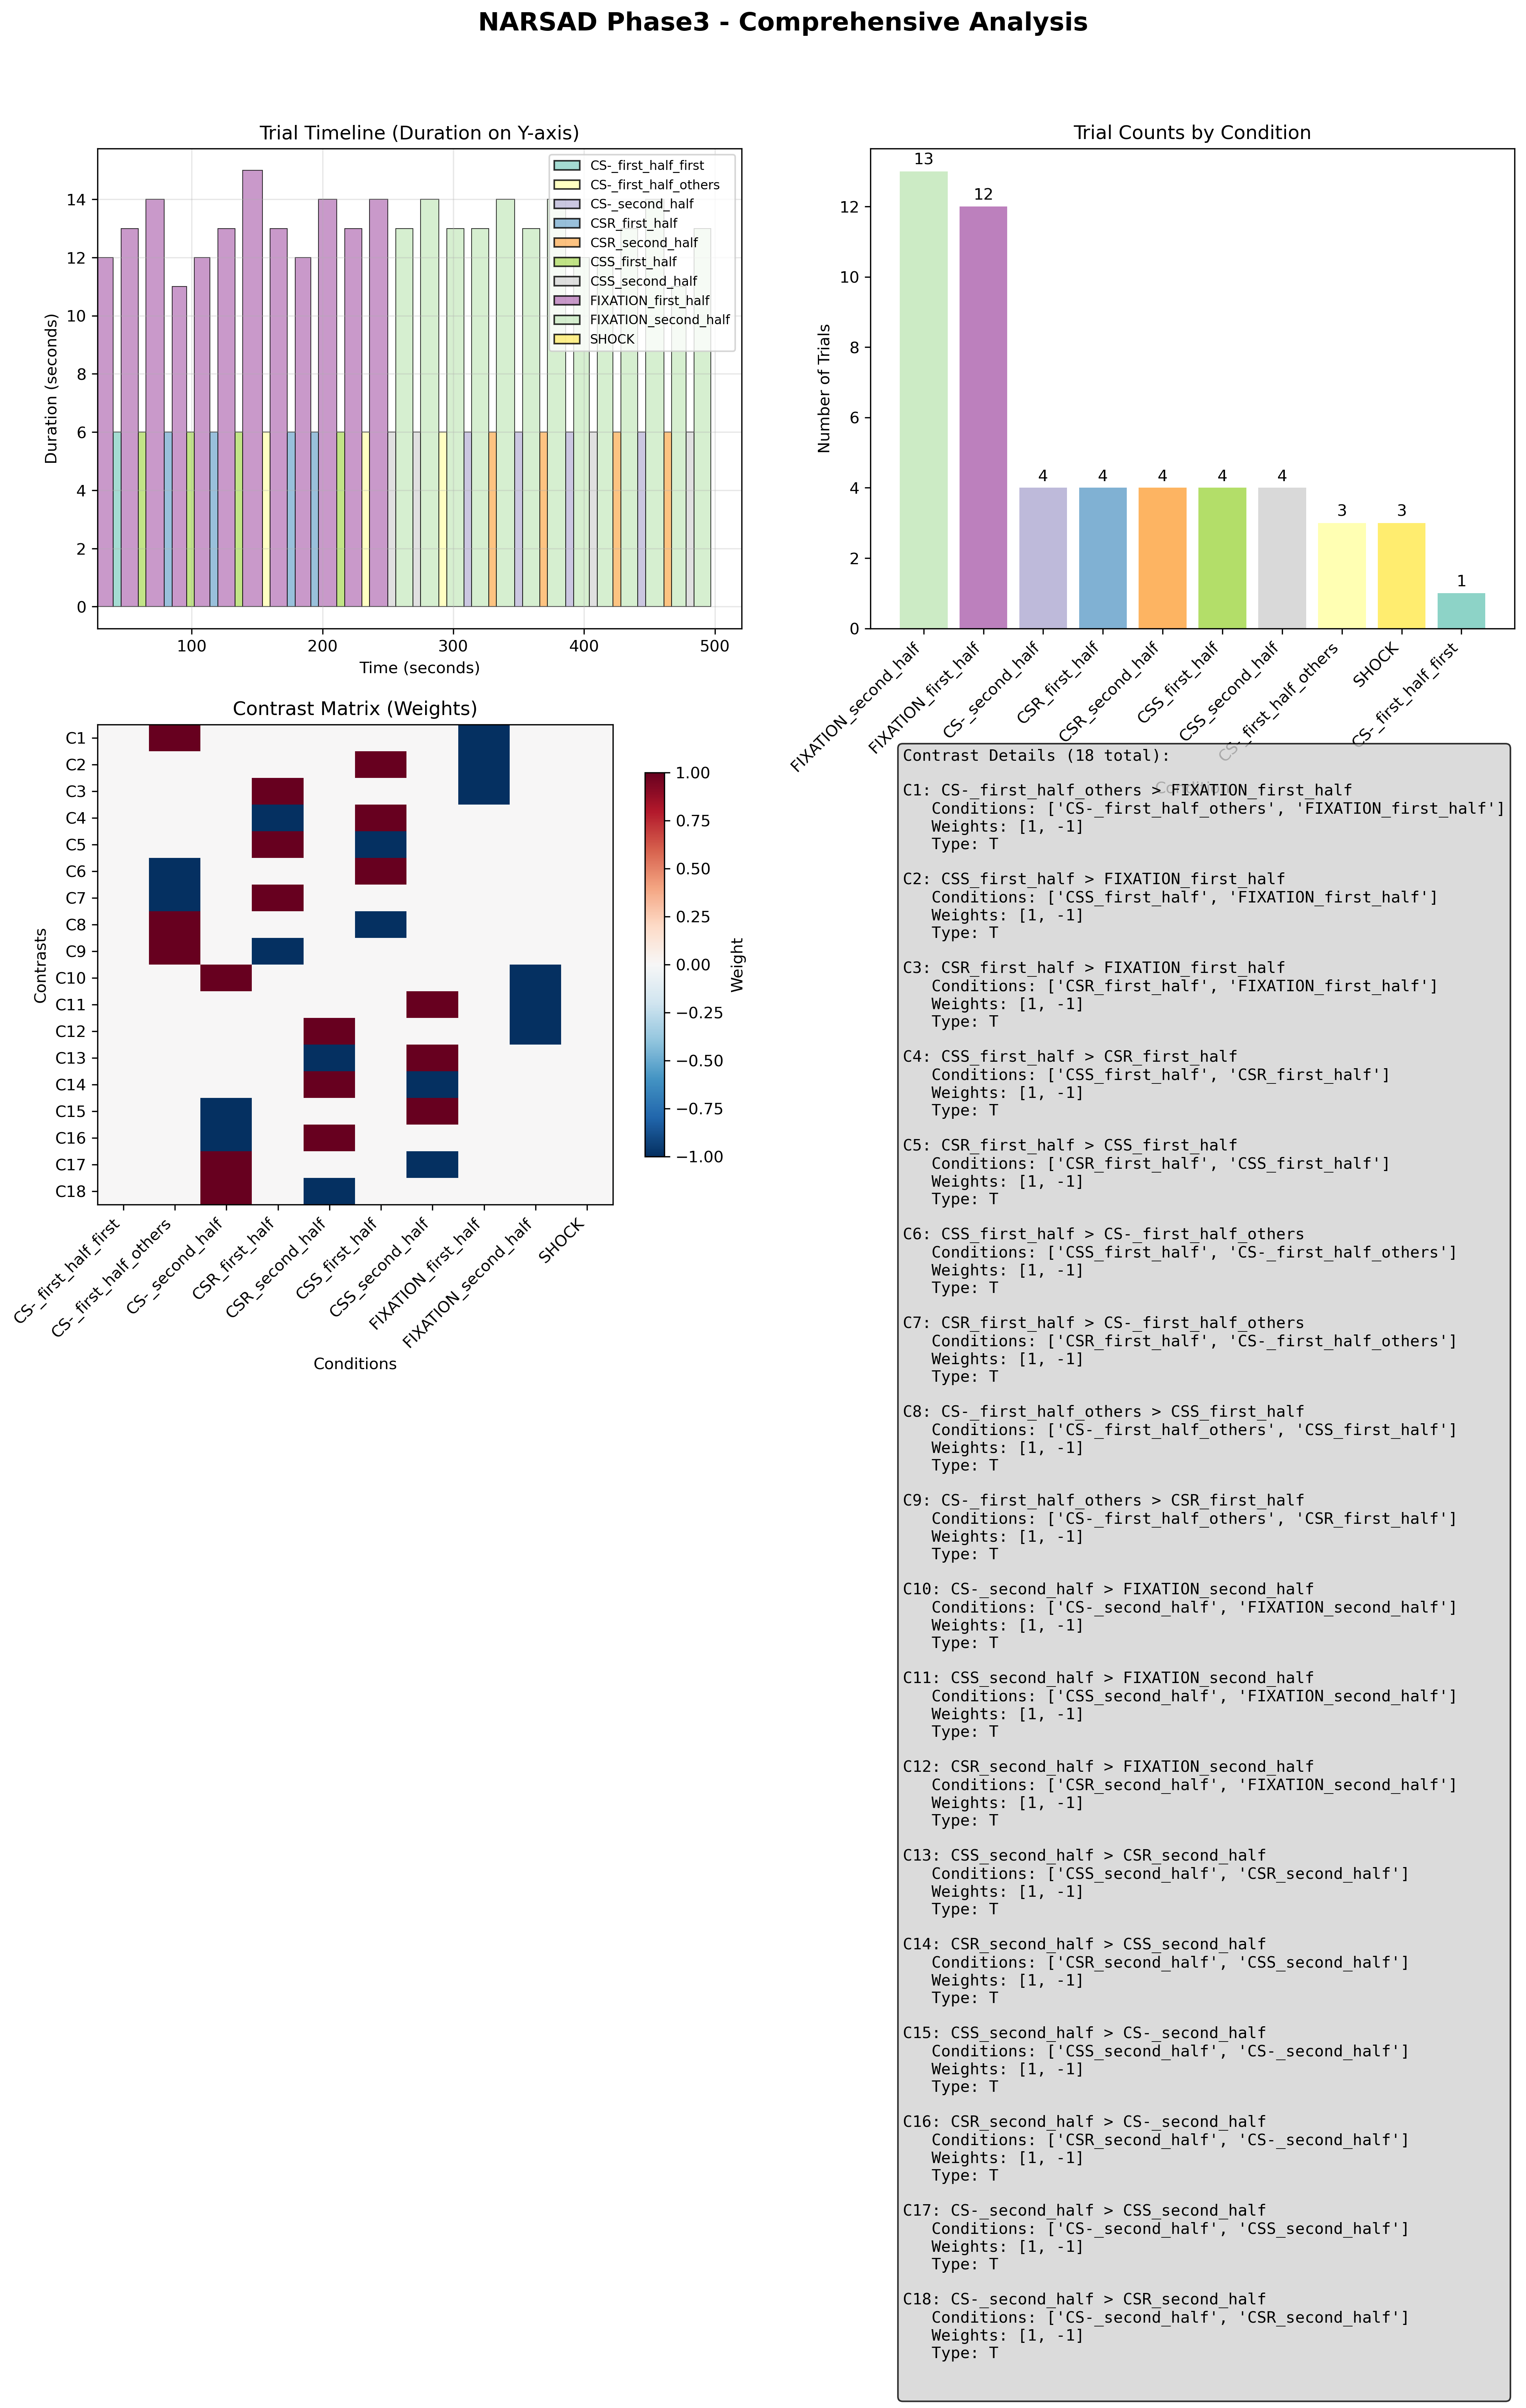 NARSAD Phase3 - Comprehensive Analysis
Trial Timeline (Duration on Y-axis)
Duration (seconds)
14
12
10
8
6
4
2
0
100
200
300
400
500
Time (seconds)
CS-_first_half_first
CS-_first_half_others
CS-_second_half
CSR_first_half
CSR_second_half
CSS_first_half
CSS_second_half
FIXATION_first_half
FIXATION_second_half
SHOCK
Trial Counts by Condition
Number of Trials
12
10
8
6
4
2
0
13
12
4
4
4
4
4
3
3
1
FIXATION_second_half
FIXATION_first_half
CS-_second_half
CSR_first_half
CSR_second_half
CSS_first_half
CSS_second_half
CS-_first_half_others
SHOCK
CS-_first_half_first
Condition
Contrast Matrix (Weights)
Contrasts
C1
C2
C3
C4
C5
C6
C7
C8
C9
C10
C11
C12
C13
C14
C15
C16
C17
C18
CS-_first_half_first
CS-_first_half_others
CS-_second_half
CSR_first_half
CSR_second_half
CSS_first_half
CSS_second_half
FIXATION_first_half
FIXATION_second_half
SHOCK
Conditions
1.00
0.75
0.50
0.25
0.00
−0.25
−0.50
−0.75
−1.00
Weight
Contrast Details (18 total):
C1: CS-_first_half_others > FIXATION_first_half
Conditions: ['CS-_first_half_others', 'FIXATION_first_half']
Weights: [1, -1]
Type: T
C2: CSS_first_half > FIXATION_first_half
Conditions: ['CSS_first_half', 'FIXATION_first_half']
Weights: [1, -1]
Type: T
C3: CSR_first_half > FIXATION_first_half
Conditions: ['CSR_first_half', 'FIXATION_first_half']
Weights: [1, -1]
Type: T
C4: CSS_first_half > CSR_first_half
Conditions: ['CSS_first_half', 'CSR_first_half']
Weights: [1, -1]
Type: T
C5: CSR_first_half > CSS_first_half
Conditions: ['CSR_first_half', 'CSS_first_half']
Weights: [1, -1]
Type: T
C6: CSS_first_half > CS-_first_half_others
Conditions: ['CSS_first_half', 'CS-_first_half_others']
Weights: [1, -1]
Type: T
C7: CSR_first_half > CS-_first_half_others
Conditions: ['CSR_first_half', 'CS-_first_half_others']
Weights: [1, -1]
Type: T
C8: CS-_first_half_others > CSS_first_half
Conditions: ['CS-_first_half_others', 'CSS_first_half']
Weights: [1, -1]
Type: T
C9: CS-_first_half_others > CSR_first_half
Conditions: ['CS-_first_half_others', 'CSR_first_half']
Weights: [1, -1]
Type: T
C10: CS-_second_half > FIXATION_second_half
Conditions: ['CS-_second_half', 'FIXATION_second_half']
Weights: [1, -1]
Type: T
C11: CSS_second_half > FIXATION_second_half
Conditions: ['CSS_second_half', 'FIXATION_second_half']
Weights: [1, -1]
Type: T
C12: CSR_second_half > FIXATION_second_half
Conditions: ['CSR_second_half', 'FIXATION_second_half']
Weights: [1, -1]
Type: T
C13: CSS_second_half > CSR_second_half
Conditions: ['CSS_second_half', 'CSR_second_half']
Weights: [1, -1]
Type: T
C14: CSR_second_half > CSS_second_half
Conditions: ['CSR_second_half', 'CSS_second_half']
Weights: [1, -1]
Type: T
C15: CSS_second_half > CS-_second_half
Conditions: ['CSS_second_half', 'CS-_second_half']
Weights: [1, -1]
Type: T
C16: CSR_second_half > CS-_second_half
Conditions: ['CSR_second_half', 'CS-_second_half']
Weights: [1, -1]
Type: T
C17: CS-_second_half > CSS_second_half
Conditions: ['CS-_second_half', 'CSS_second_half']
Weights: [1, -1]
Type: T
C18: CS-_second_half > CSR_second_half
Conditions: ['CS-_second_half', 'CSR_second_half']
Weights: [1, -1]
Type: T